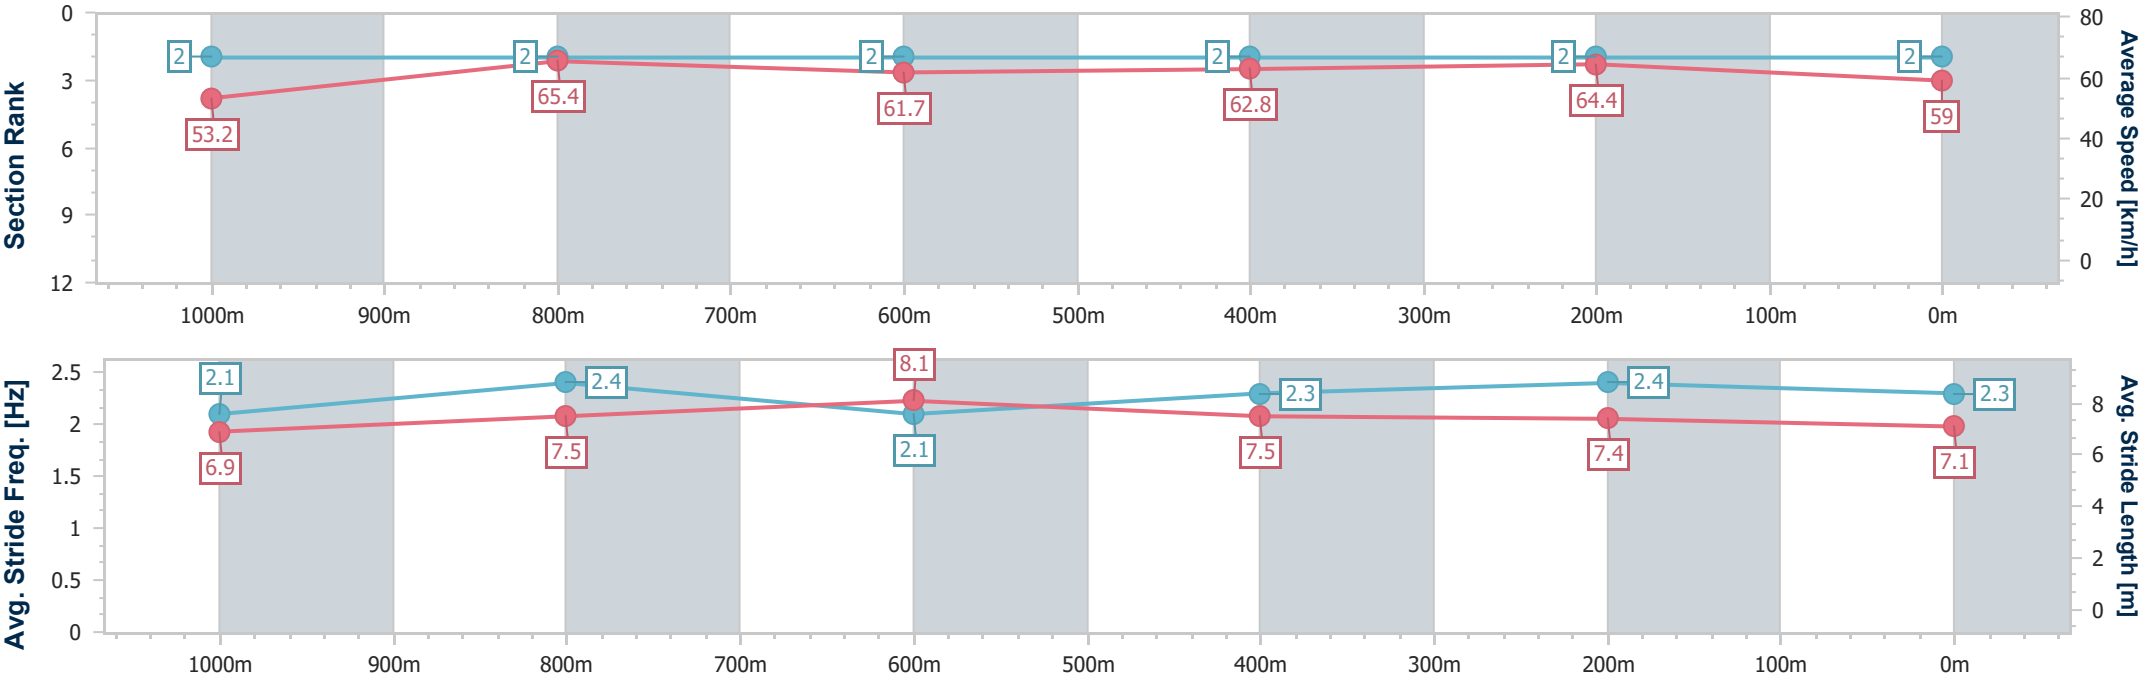 Section Rank
0
3
6
9
12
2
2
2
2
2
2
53.2
65.4
61.7
62.8
64.4
59
80
60
40
20
0
Average Speed [km/h]
1000m
900m
800m
700m
600m
500m
400m
300m
200m
100m
0m
Avg. Stride Freq. [Hz]
2.5
2
1.5
1
0.5
0
2.1
2.4
2.1
2.3
2.4
2.3
6.9
7.5
8.1
7.5
7.4
7.1
8
6
4
2
0
Avg. Stride Length [m]
1000m
900m
800m
700m
600m
500m
400m
300m
200m
100m
0m